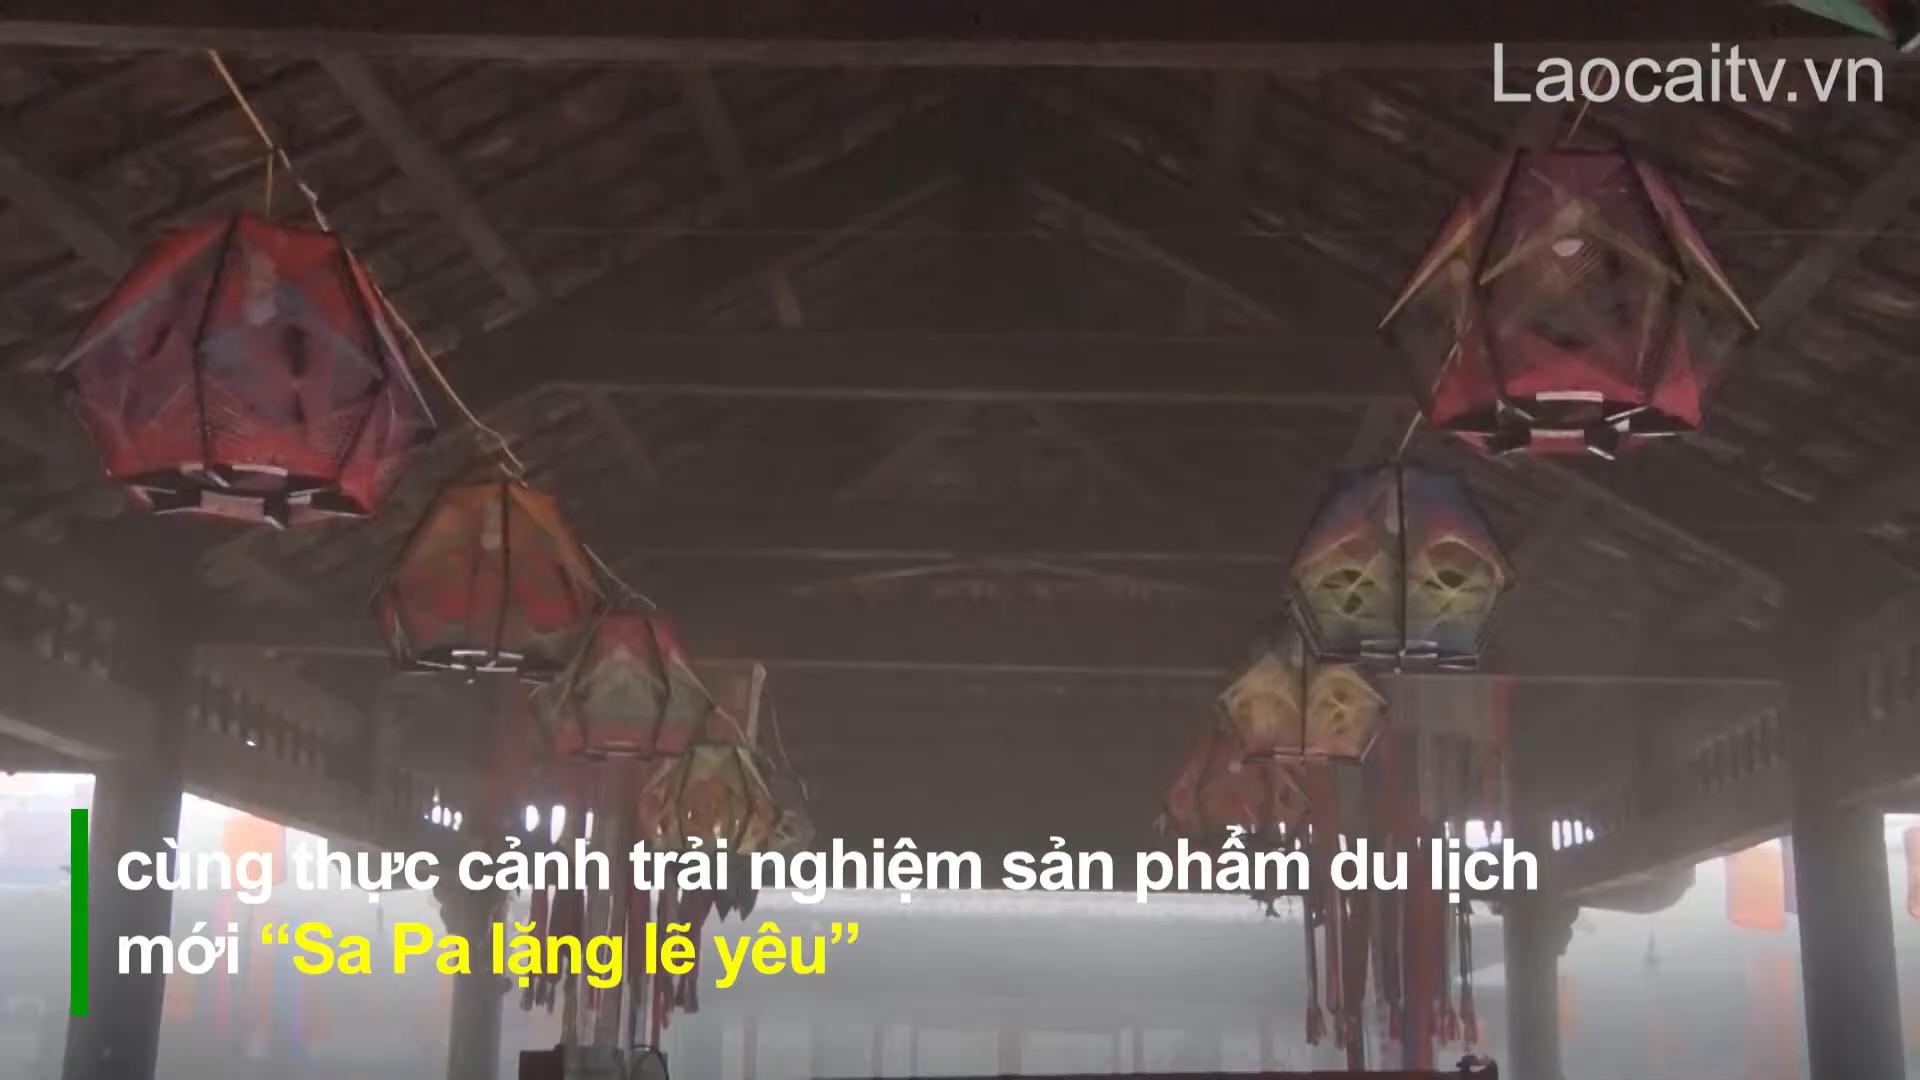 Laocaitv.vn
cùng thực cảnh trải nghiệm sản phẩm du lịch
mới “Sa Pa lặng lẽ yêu”